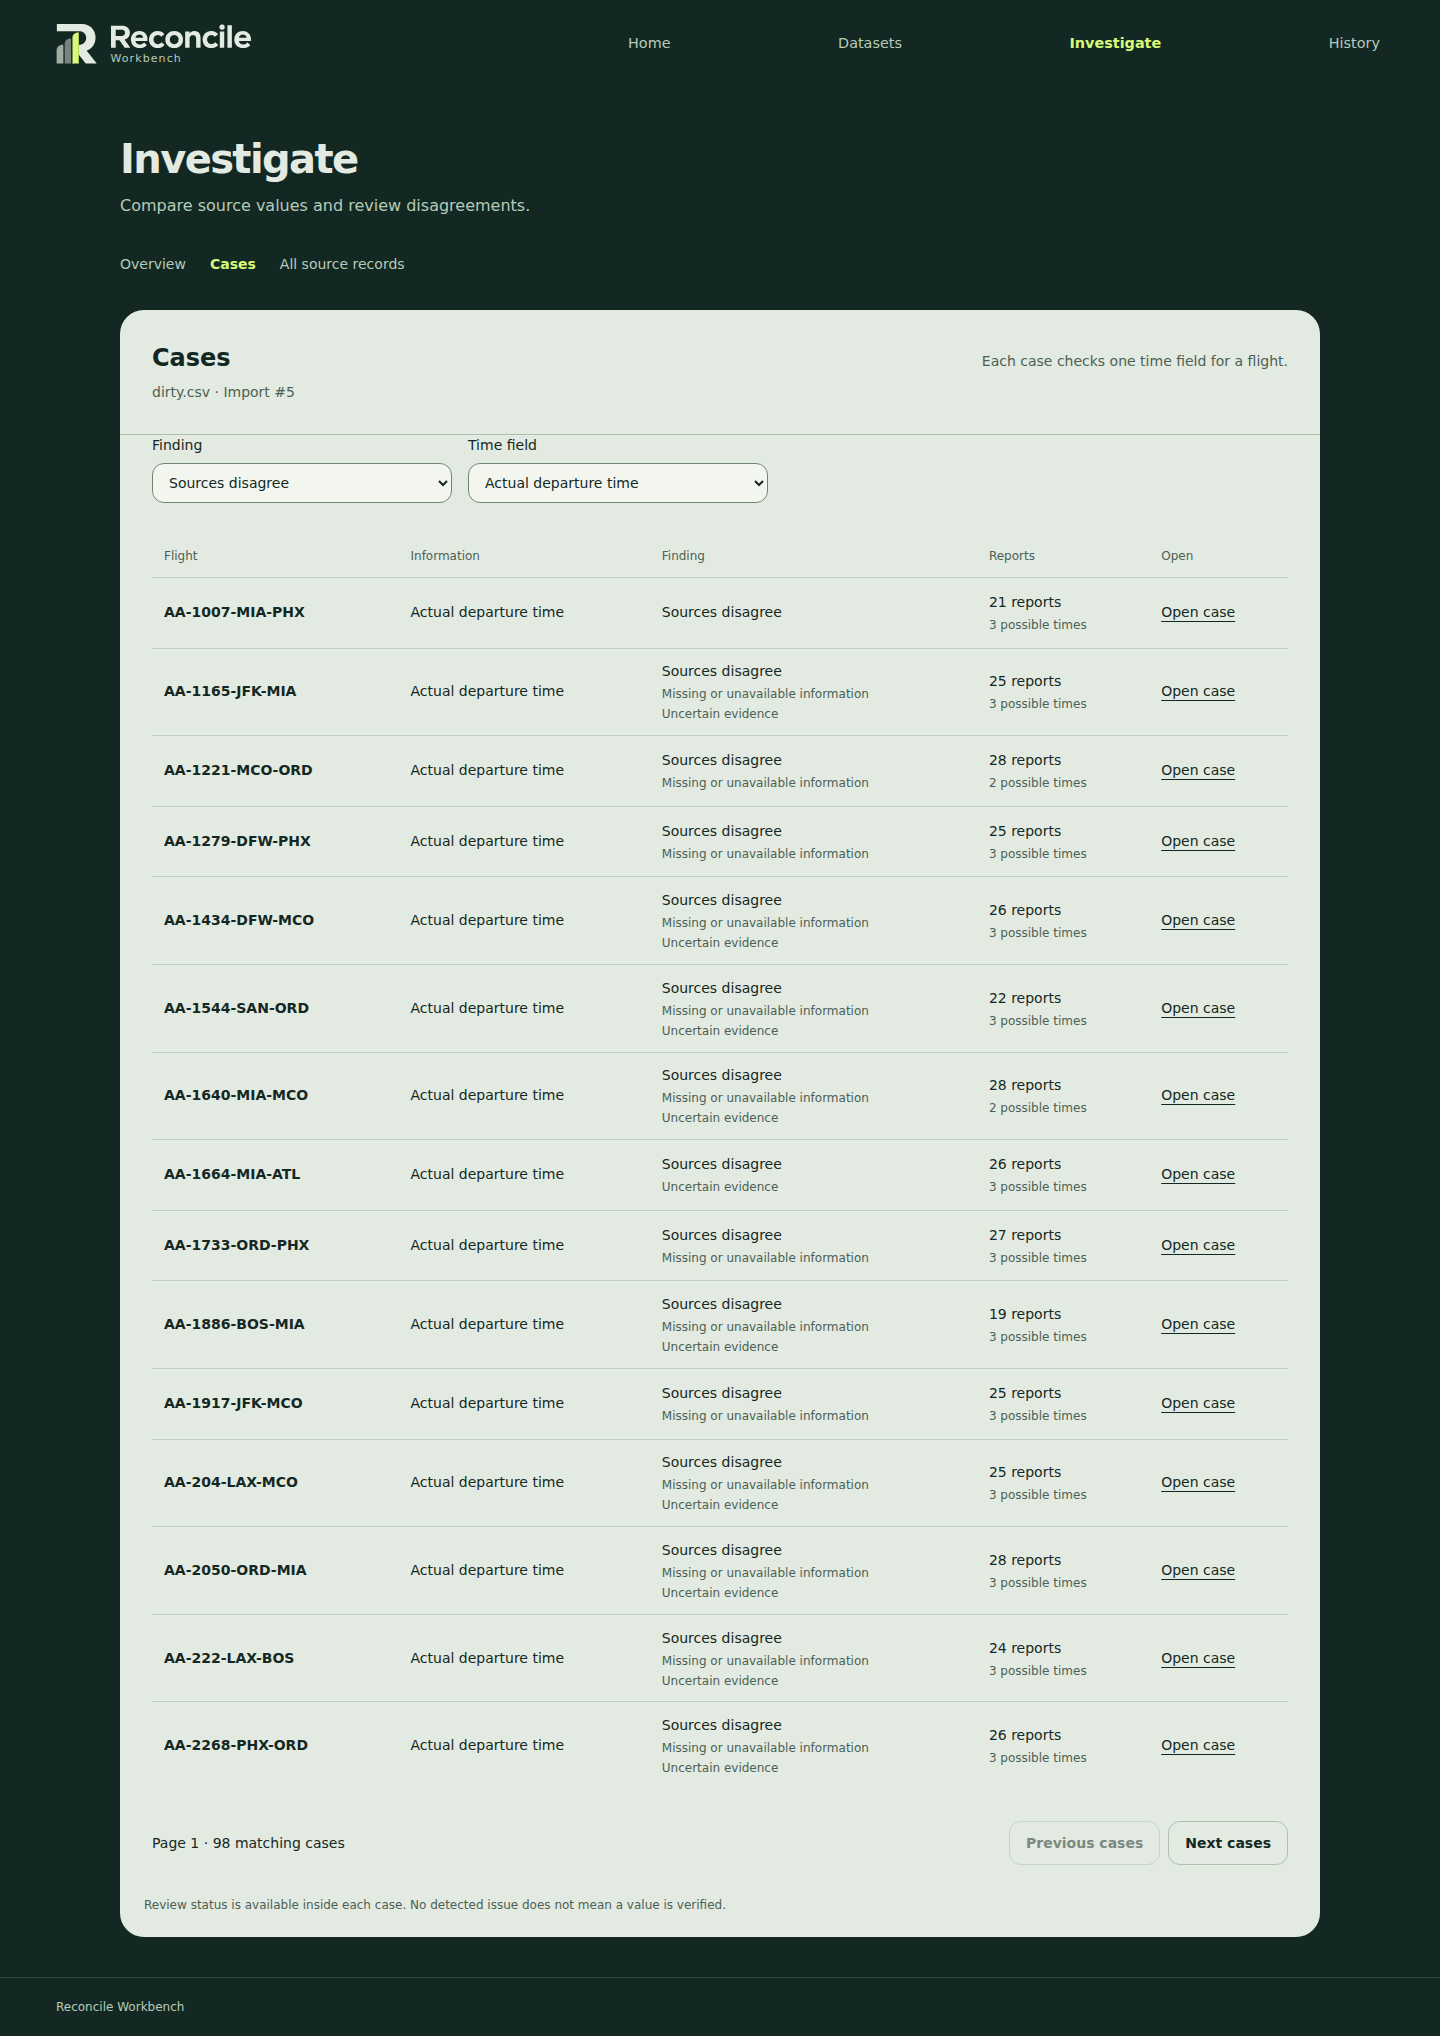 Reconcile
Workbench
Home Datasets Investigate History
Investigate
Compare source values and review disagreements.
Overview Cases All source records
Cases
Each case checks one time field for a flight.
dirty.csv · Import #5
Finding Time field
Sources disagree Actual departure time
Flight Information Finding Reports Open
AA-1007-MIA-PHX Actual departure time Sources disagree 21 reports Open case
3 possible times
AA-1165-JFK-MIA Actual departure time Sources disagree 25 reports Open case
Missing or unavailable information 3 possible times
Uncertain evidence
AA-1221-MCO-ORD Actual departure time Sources disagree 28 reports Open case
Missing or unavailable information 2 possible times
AA-1279-DFW-PHX Actual departure time Sources disagree 25 reports Open case
Missing or unavailable information 3 possible times
AA-1434-DFW-MCO Actual departure time Sources disagree 26 reports Open case
Missing or unavailable information 3 possible times
Uncertain evidence
AA-1544-SAN-ORD Actual departure time Sources disagree 22 reports Open case
Missing or unavailable information 3 possible times
Uncertain evidence
AA-1640-MIA-MCO Actual departure time Sources disagree 28 reports Open case
Missing or unavailable information 2 possible times
Uncertain evidence
AA-1664-MIA-ATL Actual departure time Sources disagree 26 reports Open case
Uncertain evidence 3 possible times
AA-1733-ORD-PHX Actual departure time Sources disagree 27 reports Open case
Missing or unavailable information 3 possible times
AA-1886-BOS-MIA Actual departure time Sources disagree 19 reports Open case
Missing or unavailable information 3 possible times
Uncertain evidence
AA-1917-JFK-MCO Actual departure time Sources disagree 25 reports Open case
Missing or unavailable information 3 possible times
AA-204-LAX-MCO Actual departure time Sources disagree 25 reports Open case
Missing or unavailable information 3 possible times
Uncertain evidence
AA-2050-ORD-MIA Actual departure time Sources disagree 28 reports Open case
Missing or unavailable information 3 possible times
Uncertain evidence
AA-222-LAX-BOS Actual departure time Sources disagree 24 reports Open case
Missing or unavailable information 3 possible times
Uncertain evidence
AA-2268-PHX-ORD Actual departure time Sources disagree 26 reports Open case
Missing or unavailable information 3 possible times
Uncertain evidence
Page 1 · 98 matching cases Previous cases Next cases
Review status is available inside each case. No detected issue does not mean a value is verified.
Reconcile Workbench